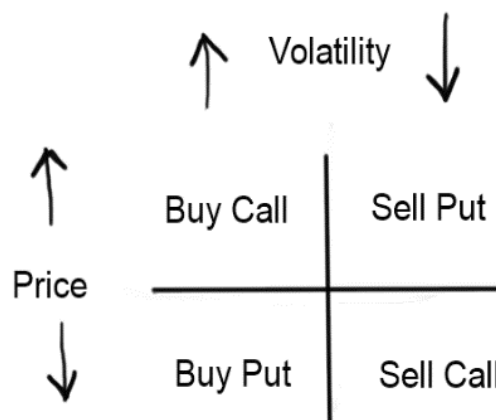 Volatility
Buy Call Sell Put
Price
Buy Put Sell Call